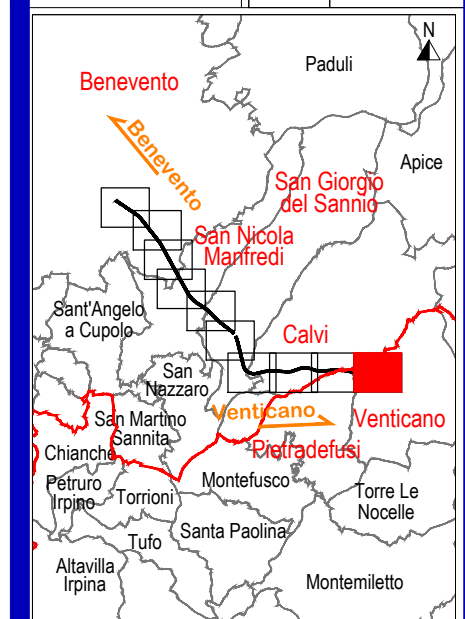 N
Paduli
Benevento
Benevento
Apice
San Giorgio
del Sannio
San Nicola
Manfredi
Sant'Angelo
a Cupolo
Calvi
San
Nazzaro
Venticano
Venticano
San Martino
Sannita
Pietradefusi
Chianche
Petruro
Irpino
Torrioni
Montefusco
Torre Le
Nocelle
Santa Paolina
Tufo
Altavilla
Irpina
Montemiletto